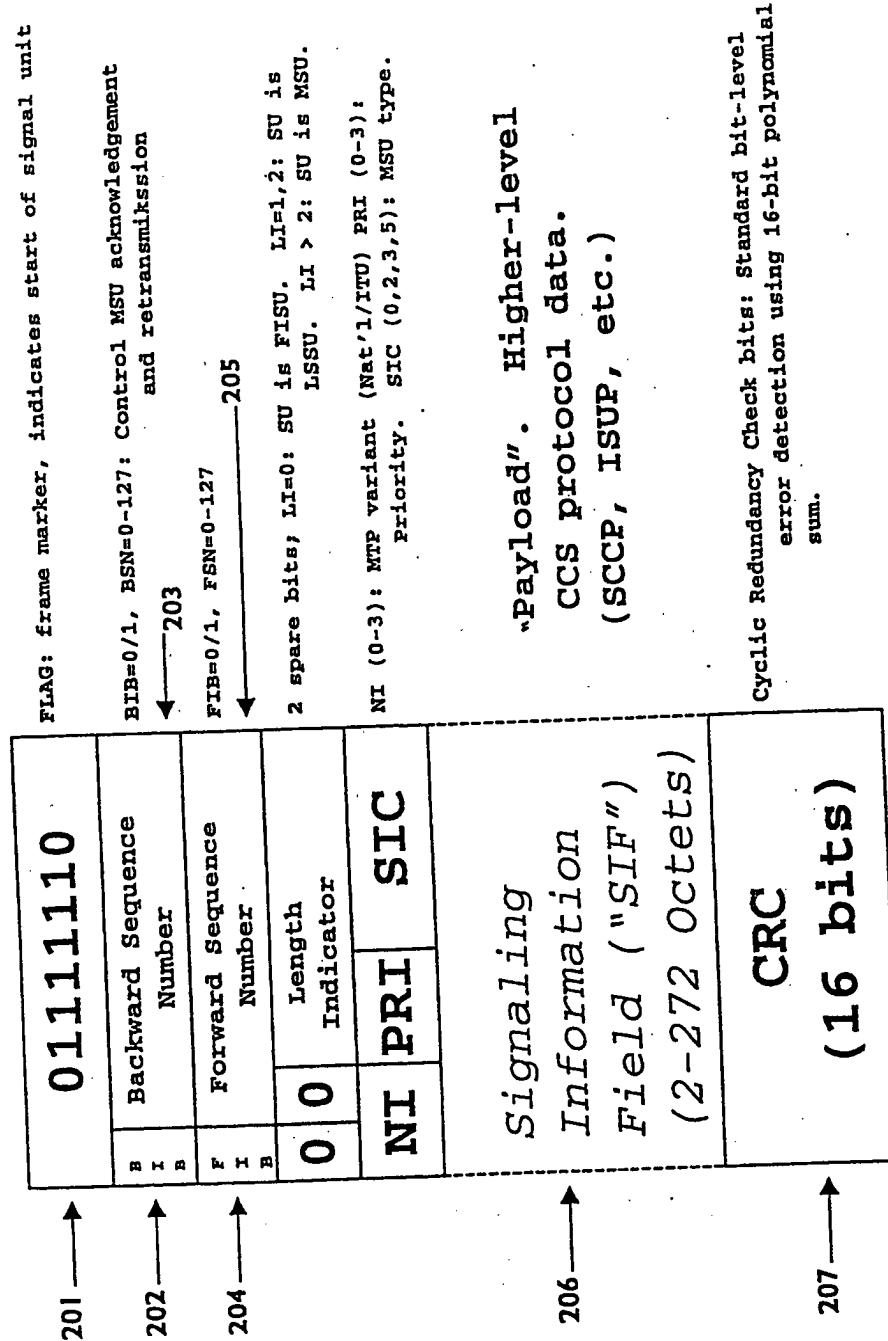 FLAG: frame marker, indicates start of signal unit
201
01111110
BIB=0/1, BSN=0-127: Control MSU acknowledgement
and retransmikssion
202
B
I
B
Backward Sequence
Number
203
FIB=0/1, FSN=0-127
204
F
I
B
Forward Sequence
Number
205
2 spare bits; LI=0: SU is FISU. LI=1,2: SU is
LSSU. LI > 2: SU is MSU.
0 0
Length
Indicator
NI (0-3): MTP variant (Nat'l/ITU) PRI (0-3):
Priority. SIC (0,2,3,5): MSU type.
NI PRI SIC
206
Signaling
Information
Field ("SIF")
(2-272 Octets)
"Payload". Higher-level
CCS protocol data.
(SCCP, ISUP, etc.)
207
CRC
(16 bits)
Cyclic Redundancy Check bits: Standard bit-level
error detection using 16-bit polynomial
sum.